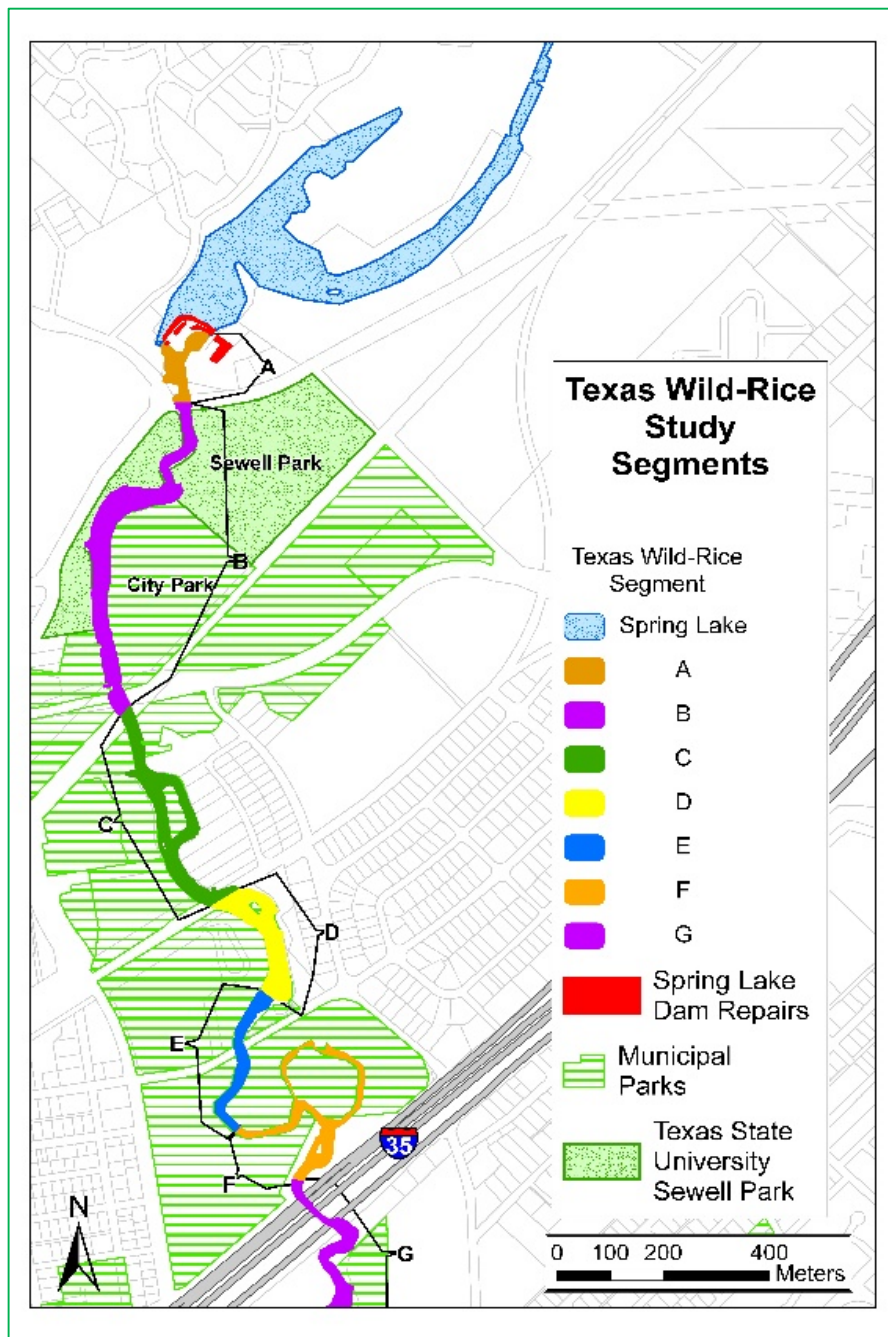 A
Sewell Park
B
City Park
C
D
E
F
G
35
N
Texas Wild-Rice
Study
Segments
Texas Wild-Rice
Segment
Spring Lake
A
B
C
D
E
F
G
Spring Lake
Dam Repairs
Municipal
Parks
Texas State
University
Sewell Park
0 100 200 400
Meters